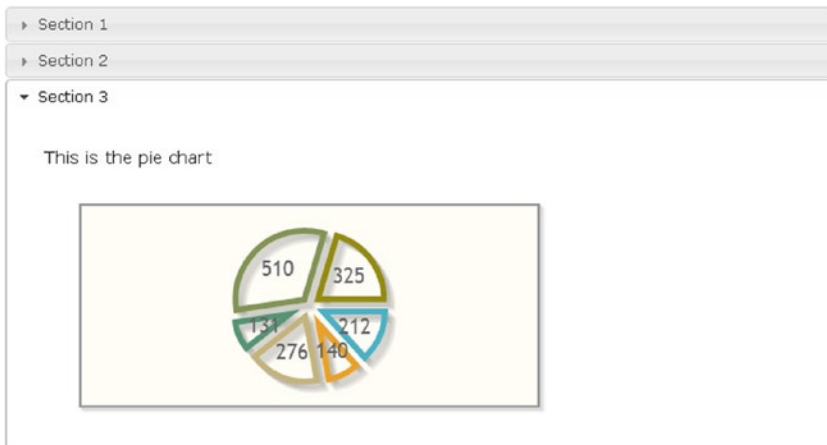 Section 1
Section 2
Section 3
This is the pie chart
510
325
131
212
276
140